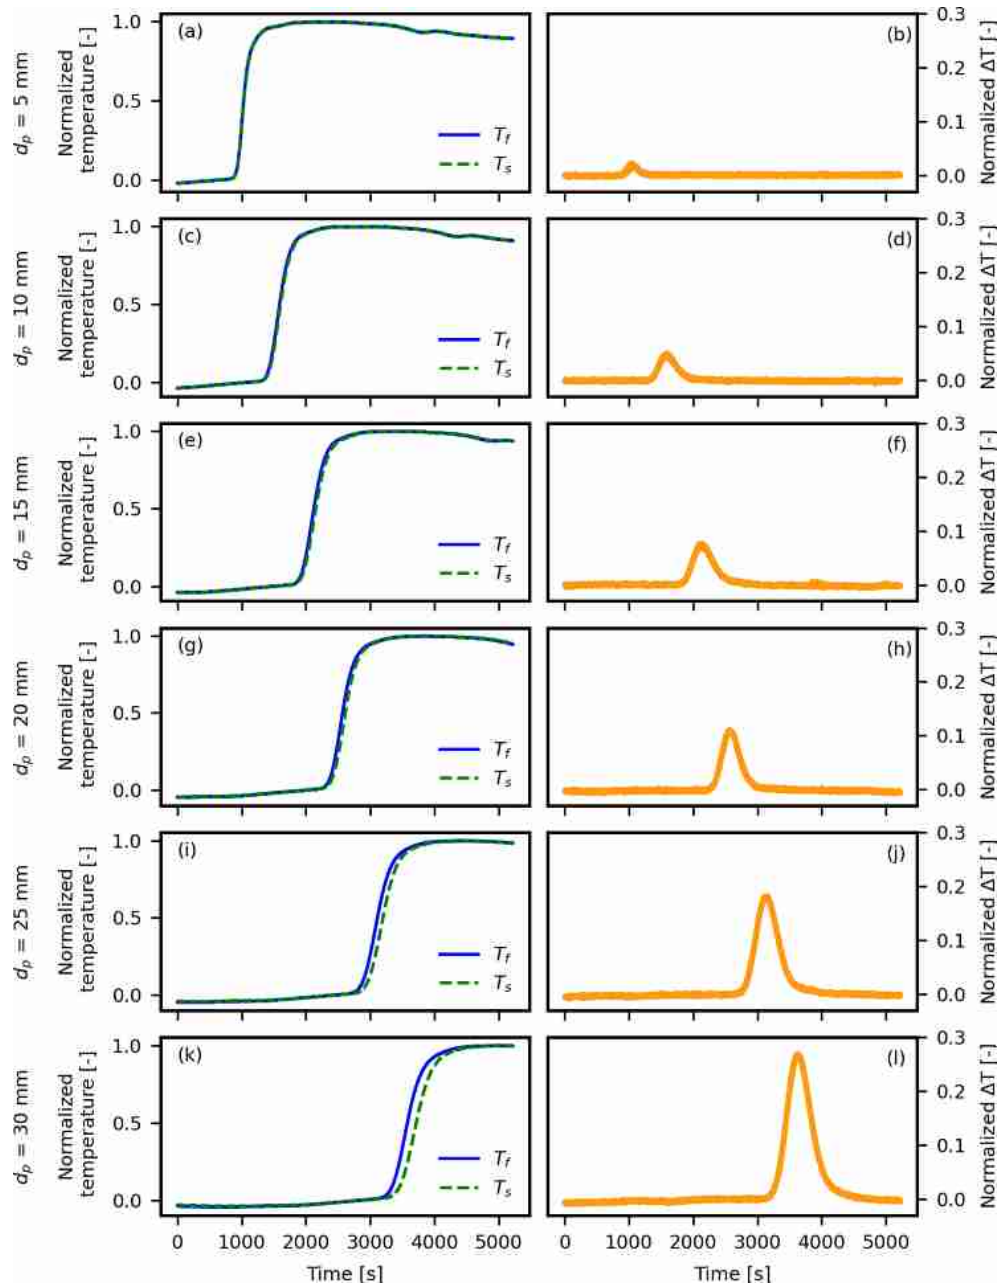 d_p = 5 mm
Normalized
temperature [-]
1.0
0.5
0.0
(a)
T_f
T_s
(b)
0.3
0.2
0.1
0.0
Normalized ΔT [-]
d_p = 10 mm
Normalized
temperature [-]
1.0
0.5
0.0
(c)
T_f
T_s
(d)
0.3
0.2
0.1
0.0
Normalized ΔT [-]
d_p = 15 mm
Normalized
temperature [-]
1.0
0.5
0.0
(e)
T_f
T_s
(f)
0.3
0.2
0.1
0.0
Normalized ΔT [-]
d_p = 20 mm
Normalized
temperature [-]
1.0
0.5
0.0
(g)
T_f
T_s
(h)
0.3
0.2
0.1
0.0
Normalized ΔT [-]
d_p = 25 mm
Normalized
temperature [-]
1.0
0.5
0.0
(i)
T_f
T_s
(j)
0.3
0.2
0.1
0.0
Normalized ΔT [-]
d_p = 30 mm
Normalized
temperature [-]
1.0
0.5
0.0
(k)
T_f
T_s
(l)
0.3
0.2
0.1
0.0
Normalized ΔT [-]
0 1000 2000 3000 4000 5000
Time [s]
0 1000 2000 3000 4000 5000
Time [s]